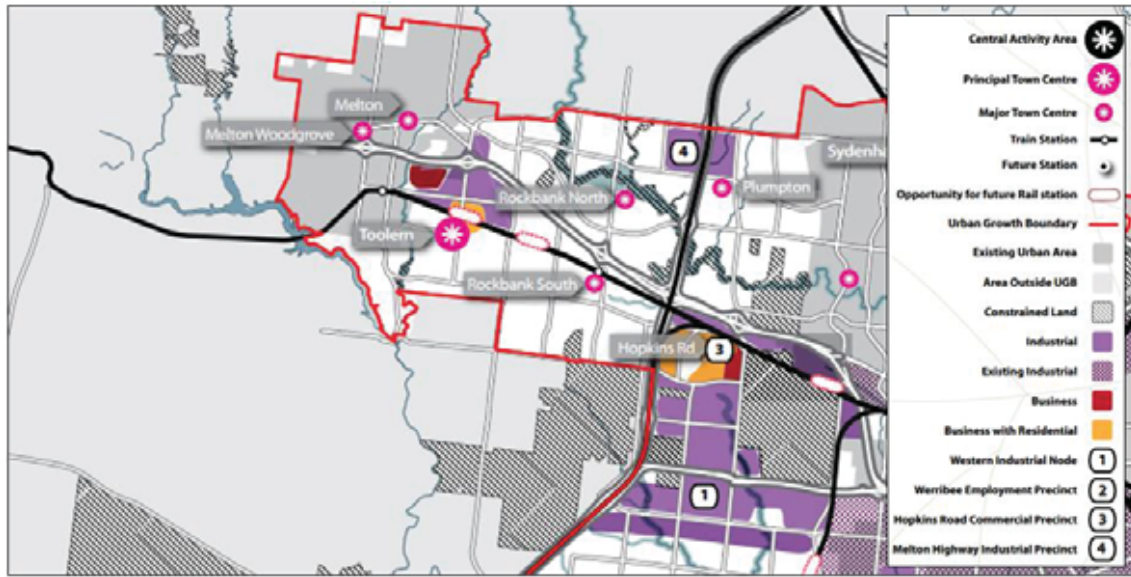 Melton
Melton Woodgrove
Toolern
Rockbank North
Plumpton
Rockbank South
Hopkins Rd
4
3
1
Central Activity Area
Principal Town Centre
Major Town Centre
Train Station
Future Station
Opportunity for future Rail station
Urban Growth Boundary
Existing Urban Area
Area Outside UGB
Constrained Land
Industrial
Existing Industrial
Business
Business with Residential
Western Industrial Node 1
Werribee Employment Precinct 2
Hopkins Road Commercial Precinct 3
Melton Highway Industrial Precinct 4